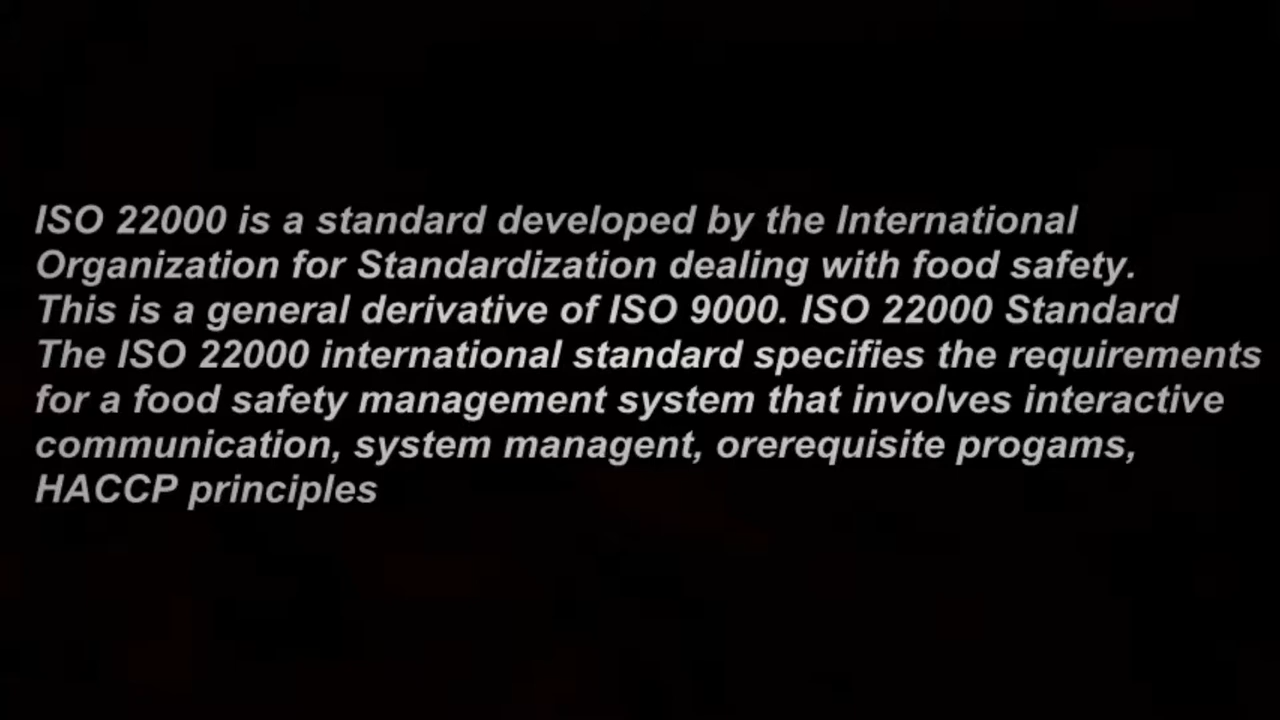 ISO 22000 is a standard developed by the International
Organization for Standardization dealing with food safety.
This is a general derivative of ISO 9000. ISO 22000 Standard
The ISO 22000 international standard specifies the requirements
for a food safety management system that involves interactive
communication, system managent, orerequisite progams,
HACCP principles